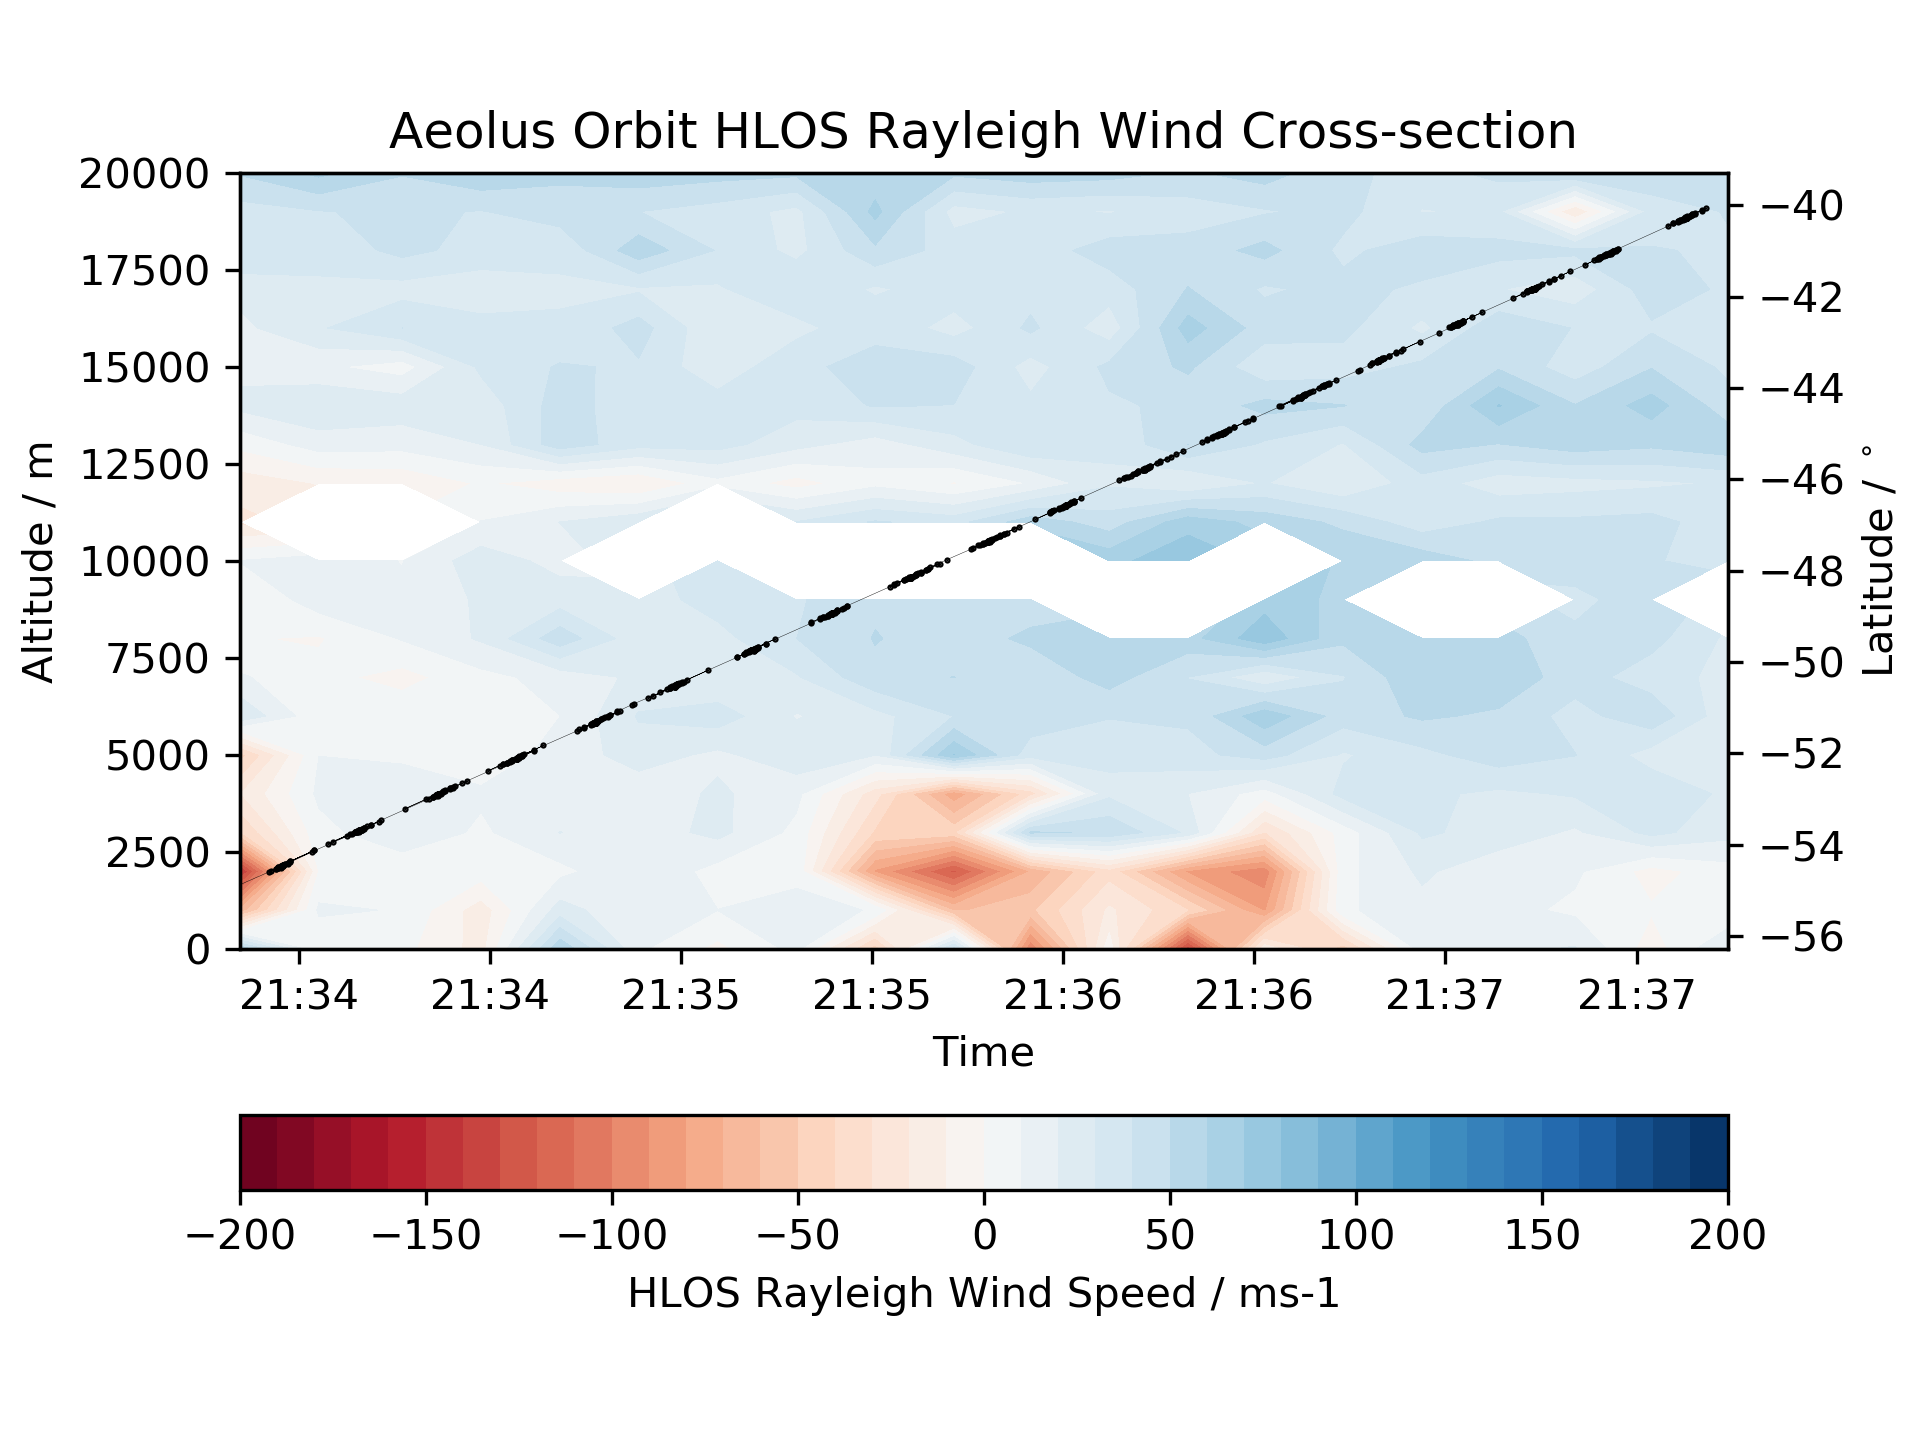 Aeolus Orbit HLOS Rayleigh Wind Cross-section
20000
17500
15000
12500
10000
7500
5000
2500
0
Altitude / m
−40
−42
−44
−46
−48
−50
−52
−54
−56
Latitude / °
21:34 21:34 21:35 21:35 21:36 21:36 21:37 21:37
Time
−200 −150 −100 −50 0 50 100 150 200
HLOS Rayleigh Wind Speed / ms-1